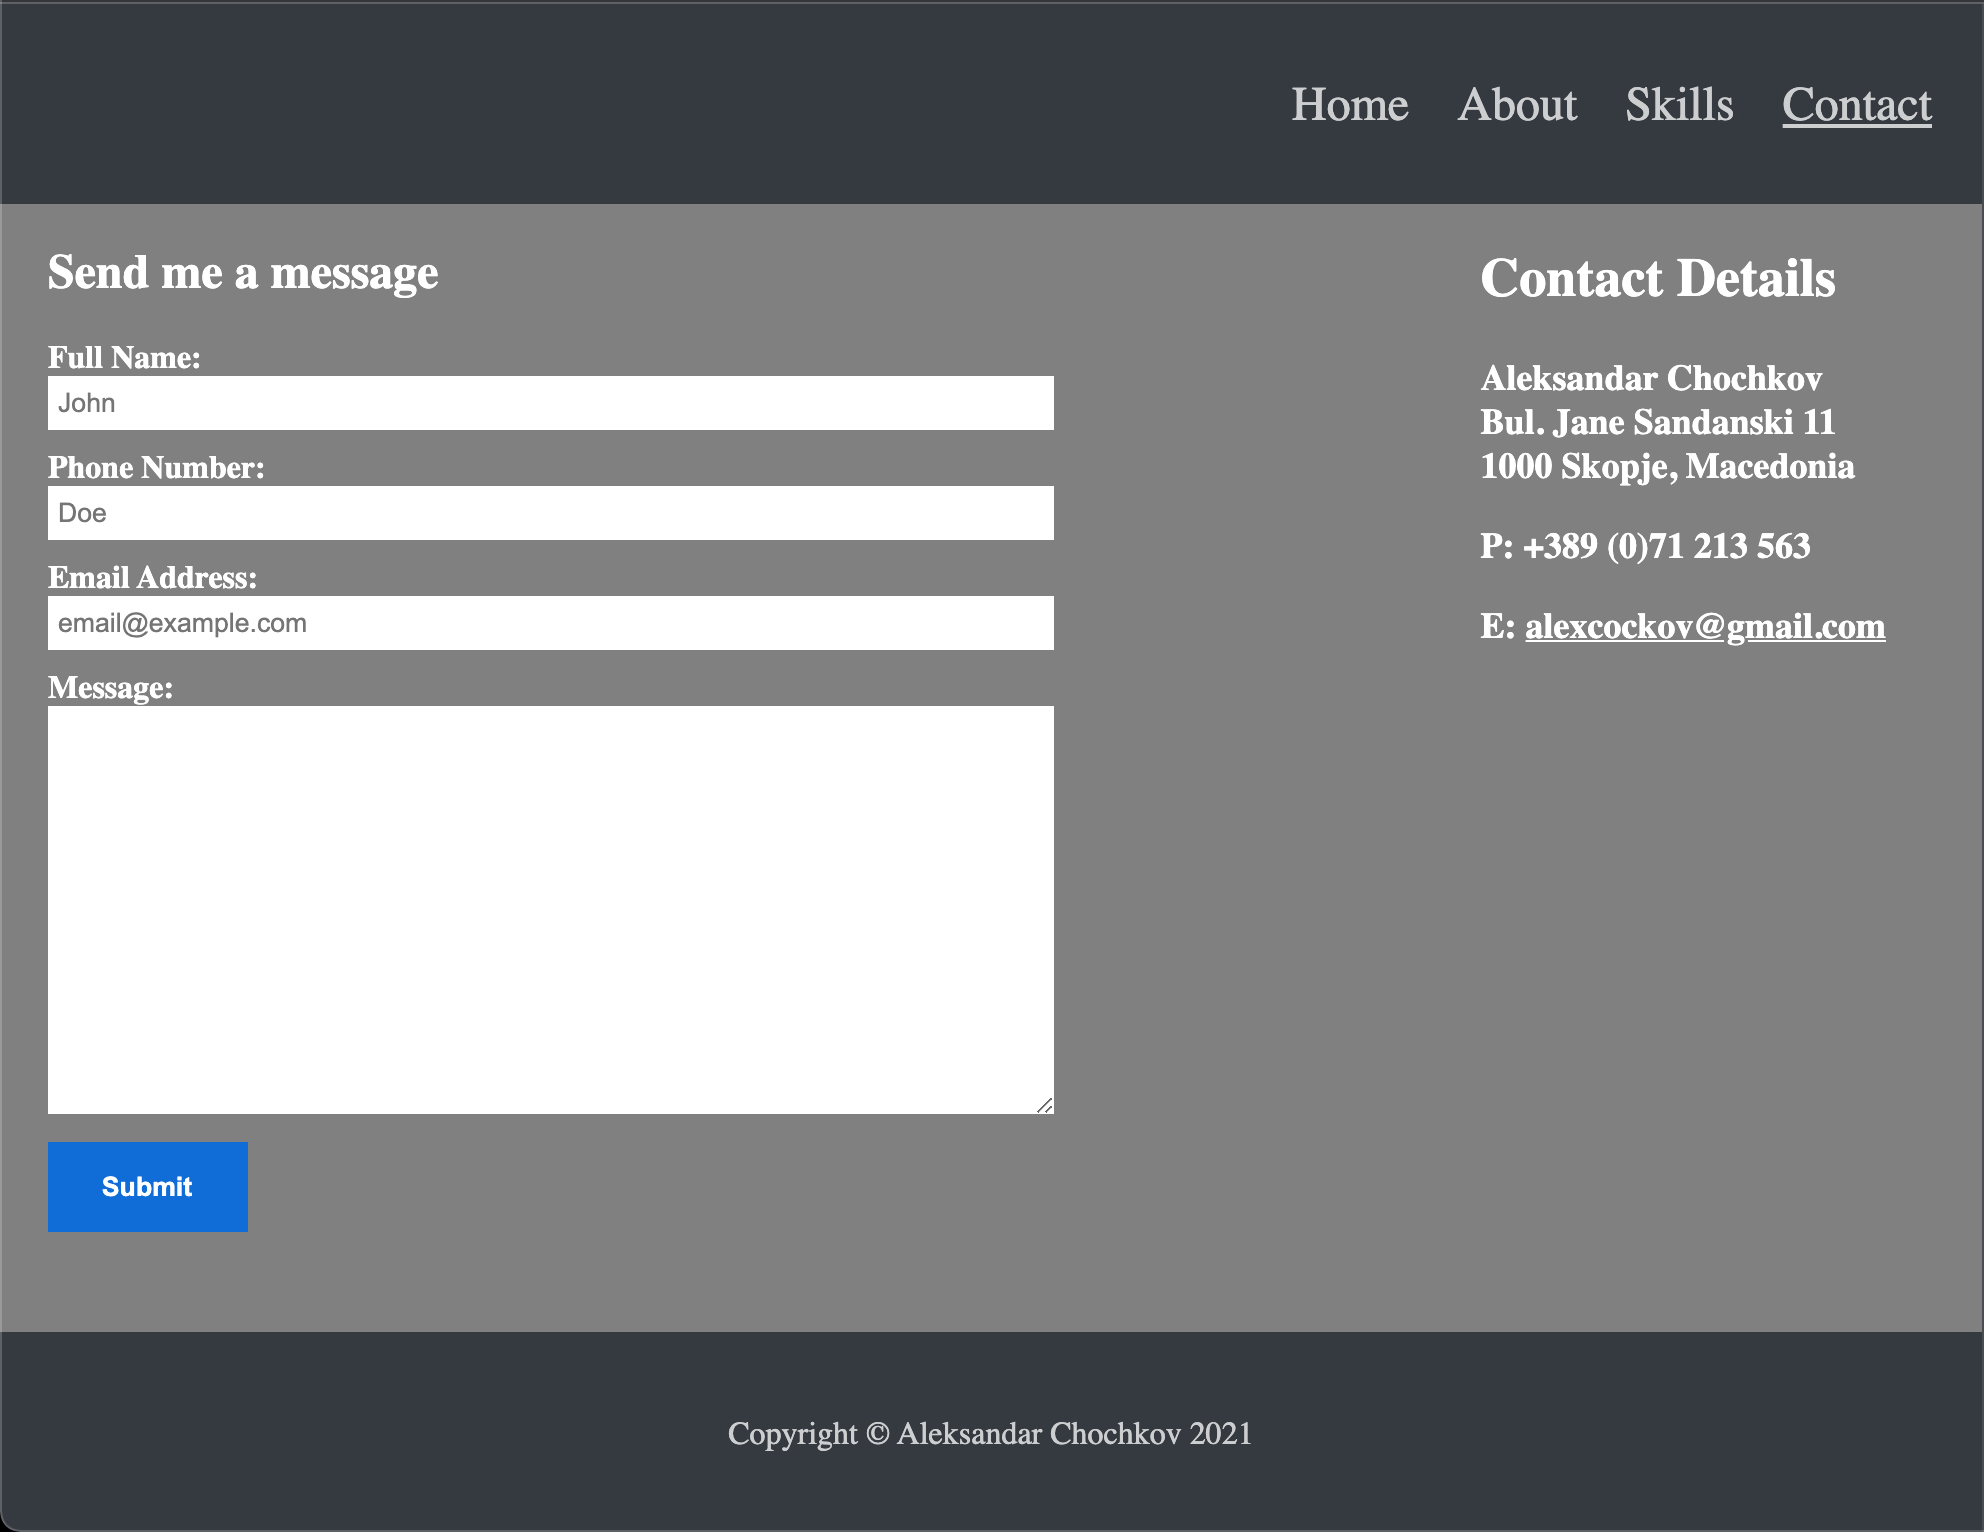 Home About Skills Contact
Send me a message
Full Name:
John
Phone Number:
Doe
Email Address:
email@example.com
Message:
Submit
Contact Details
Aleksandar Chochkov
Bul. Jane Sandanski 11
1000 Skopje, Macedonia
P: +389 (0)71 213 563
E: alexcockov@gmail.com
Copyright © Aleksandar Chochkov 2021